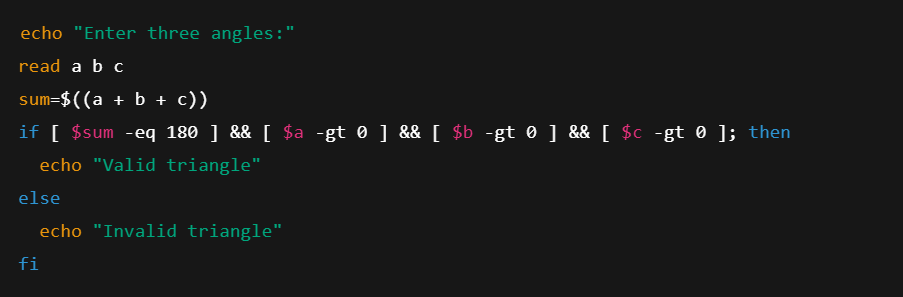 echo "Enter three angles:"
read a b c
sum=$((a + b + c))
if [ $sum -eq 180 ] && [ $a -gt 0 ] && [ $b -gt 0 ] && [ $c -gt 0 ]; then
  echo "Valid triangle"
else
  echo "Invalid triangle"
fi